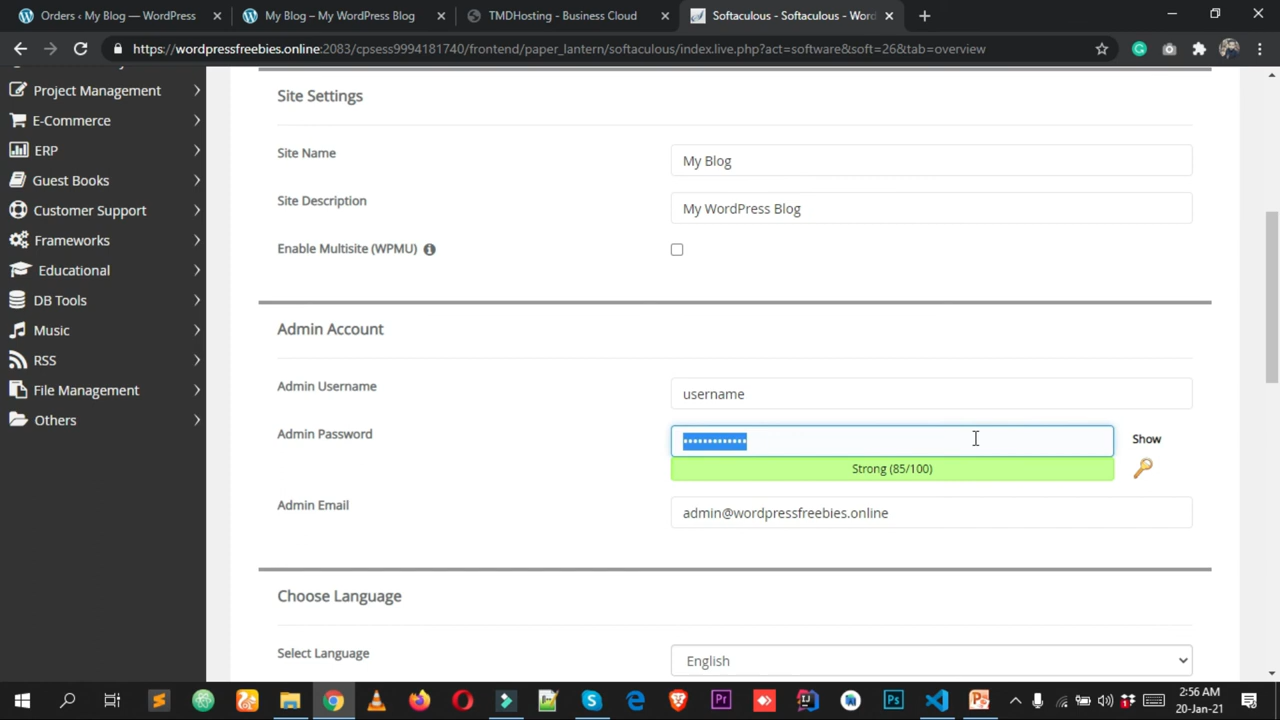 Orders ‹ My Blog — WordPress
My Blog – My WordPress Blog
TMDHosting - Business Cloud
Softaculous - Softaculous - Word
https://wordpressfreebies.online:2083/cpsess9994181740/frontend/paper_lantern/softaculous/index.live.php?act=software&soft=26&tab=overview
Project Management
E-Commerce
ERP
Guest Books
Customer Support
Frameworks
Educational
DB Tools
Music
RSS
File Management
Others
Site Settings
Site Name
My Blog
Site Description
My WordPress Blog
Enable Multisite (WPMU)
Admin Account
Admin Username
username
Admin Password
•••••••••••••
Show
Strong (85/100)
Admin Email
admin@wordpressfreebies.online
Choose Language
Select Language
English
2:56 AM
20-Jan-21